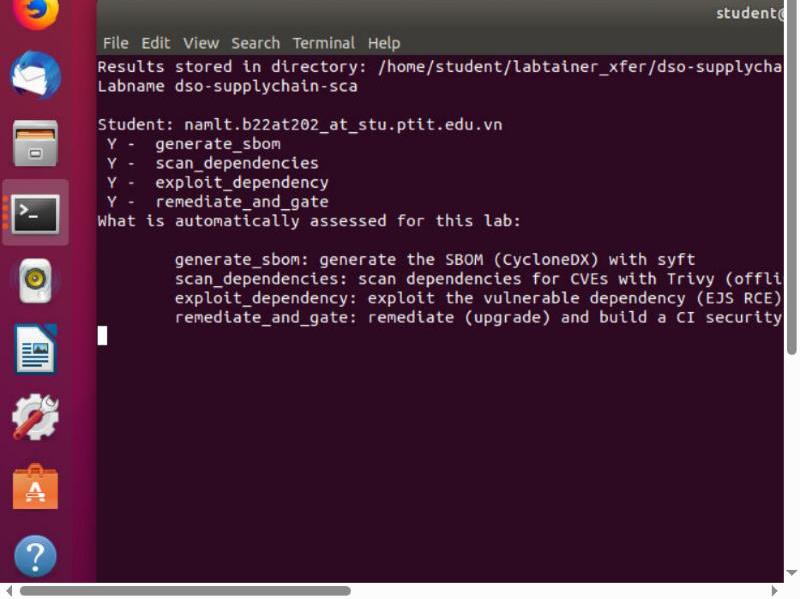 student@
File Edit View Search Terminal Help
Results stored in directory: /home/student/labtainer_xfer/dso-supplycha
Labname dso-supplychain-sca
Student: namlt.b22at202_at_stu.ptit.edu.vn
Y - generate_sbom
Y - scan_dependencies
Y - exploit_dependency
Y - remediate_and_gate
What is automatically assessed for this lab:
generate_sbom: generate the SBOM (CycloneDX) with syft
scan_dependencies: scan dependencies for CVEs with Trivy (offli
exploit_dependency: exploit the vulnerable dependency (EJS RCE)
remediate_and_gate: remediate (upgrade) and build a CI security